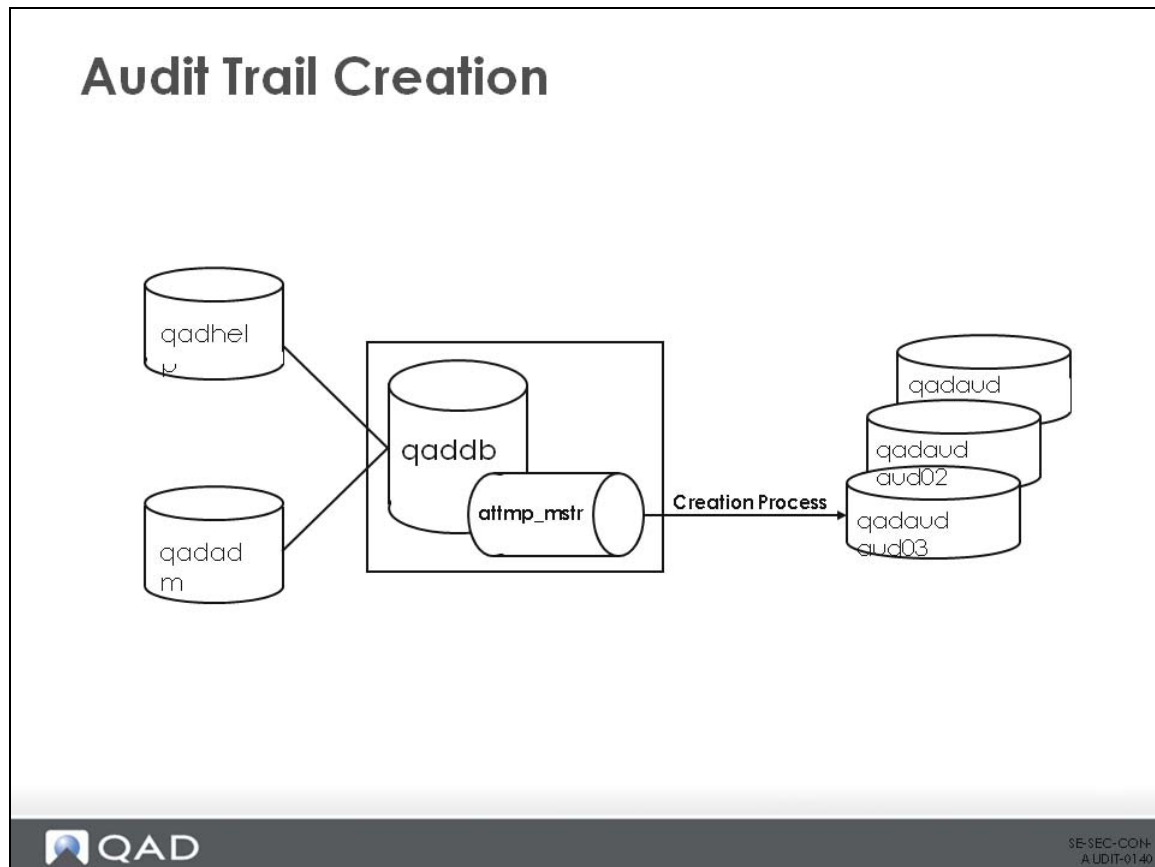 Audit Trail Creation
qadhel
p
qadad
m
qaddb
attmp_mstr
Creation Process
qadaud
qadaud
aud02
qadaud
aud03
QAD
SE-SEC-CON-
AUDIT-0140